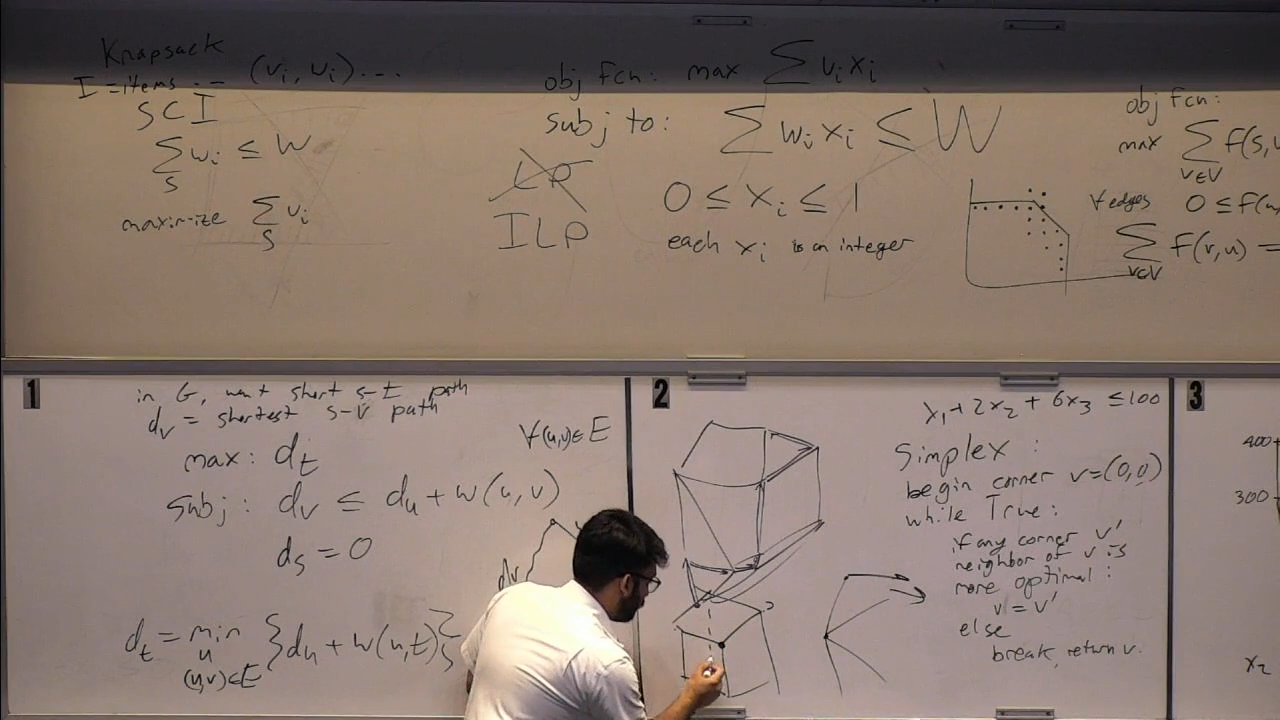 Knapsack
I = items ... (vᵢ, wᵢ)...
S ⊂ I
∑ wᵢ ≤ W
S
maximize ∑ vᵢ
S
obj fcn: max ∑ vᵢxᵢ
subj to: ∑ wᵢxᵢ ≤ W
LP
0 ≤ xᵢ ≤ 1
ILP
each xᵢ is an integer
obj fcn:
max ∑ f(s,
v∈V
∀edges 0 ≤ f(u
∑ f(v,u) =
v∈V
1
in G, want short s-t path
dᵥ = shortest s-v path
∀(u,v)∈E
max: dₜ
subj: dᵥ ≤ dᵤ + w(u,v)
dₛ = 0
dᵥ
dₜ = min {dᵤ + w(u,t)}
u
(u,v)∈E
2
x₁ + 2x₂ + 6x₃ ≤ 100
Simplex:
begin corner v=(0,0)
while True:
if any corner v'
neighbor of v is
more optimal:
v = v'
else
break, return v.
3
400
300
x₂